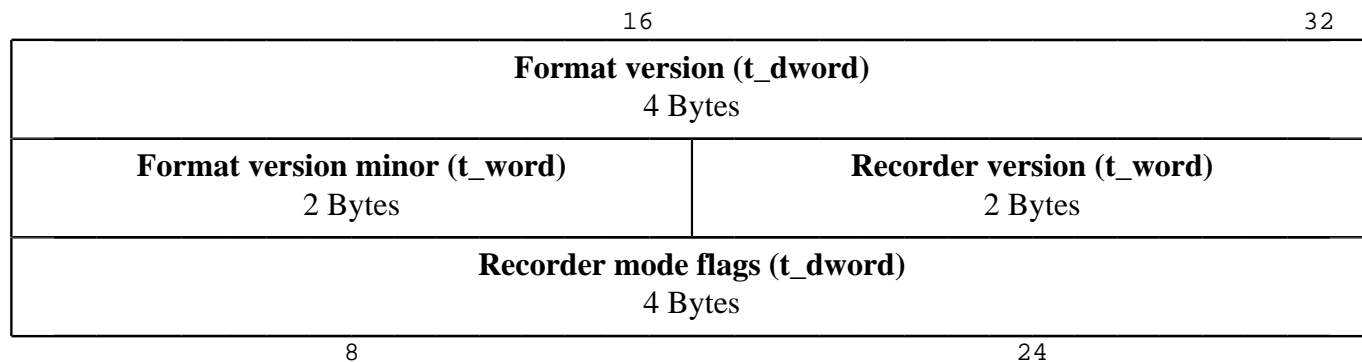 16 32
Format version (t_dword)
4 Bytes
Format version minor (t_word) Recorder version (t_word)
2 Bytes 2 Bytes
Recorder mode flags (t_dword)
4 Bytes
8 24